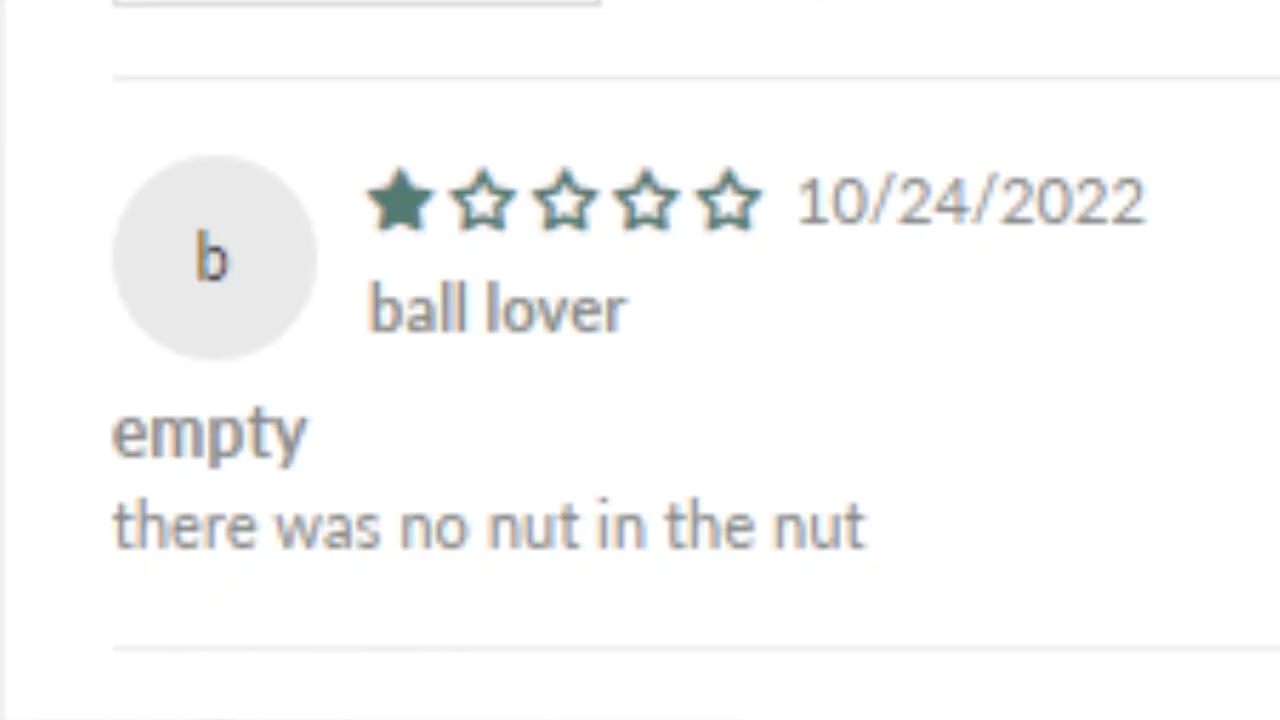 b
10/24/2022
ball lover
empty
there was no nut in the nut